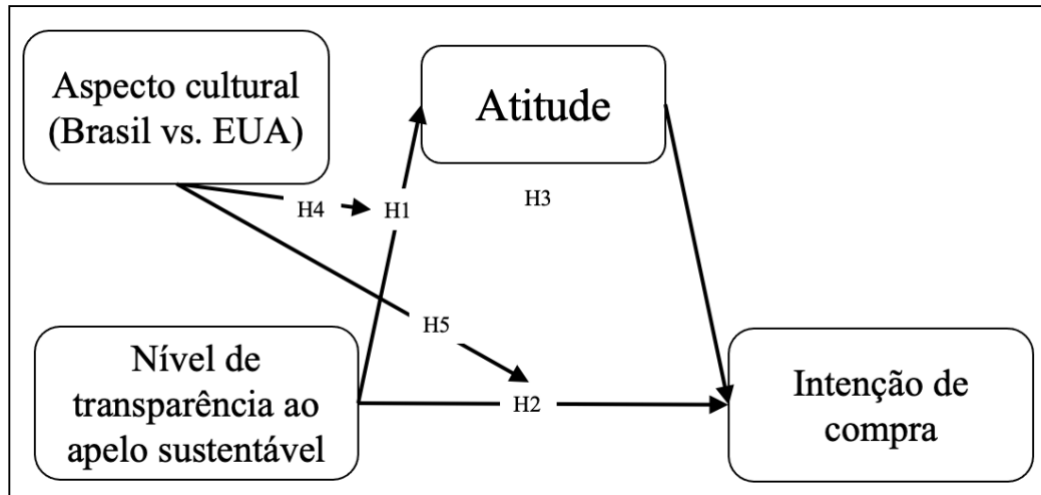 Aspecto cultural
(Brasil vs. EUA)
Atitude
H4
H1
H3
H5
Nível de
transparência ao
apelo sustentável
H2
Intenção de
compra